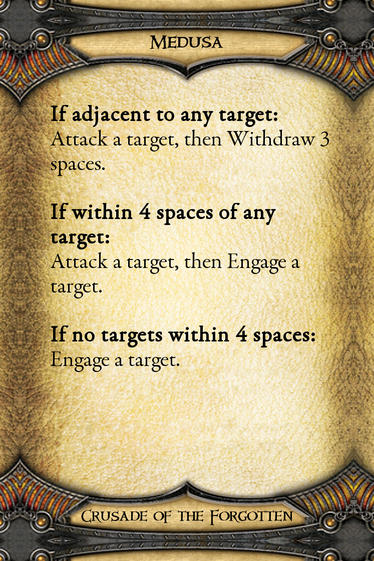 Medusa
If adjacent to any target:
Attack a target, then Withdraw 3
spaces.
If within 4 spaces of any
target:
Attack a target, then Engage a
target.
If no targets within 4 spaces:
Engage a target.
Crusade of the Forgotten